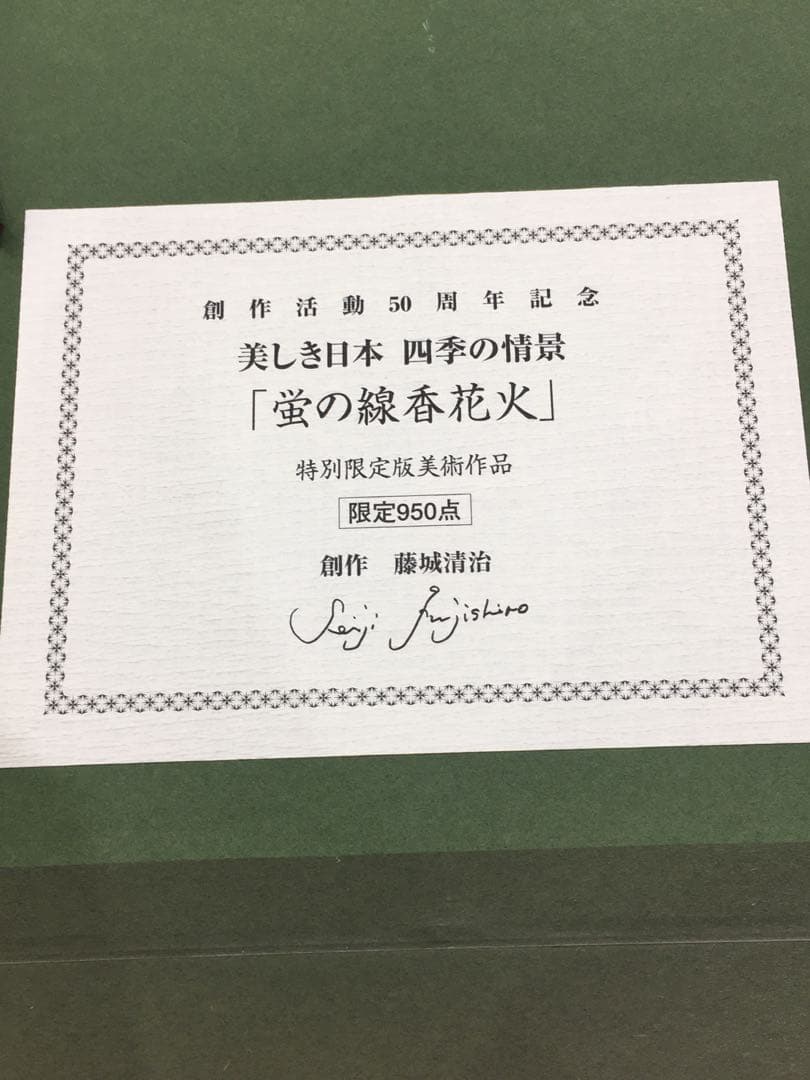 創作活動50周年記念
美しき日本 四季の情景
「蛍の線香花火」
特別限定版美術作品
限定950点
創作 藤城清治
Seiji Fujishiro